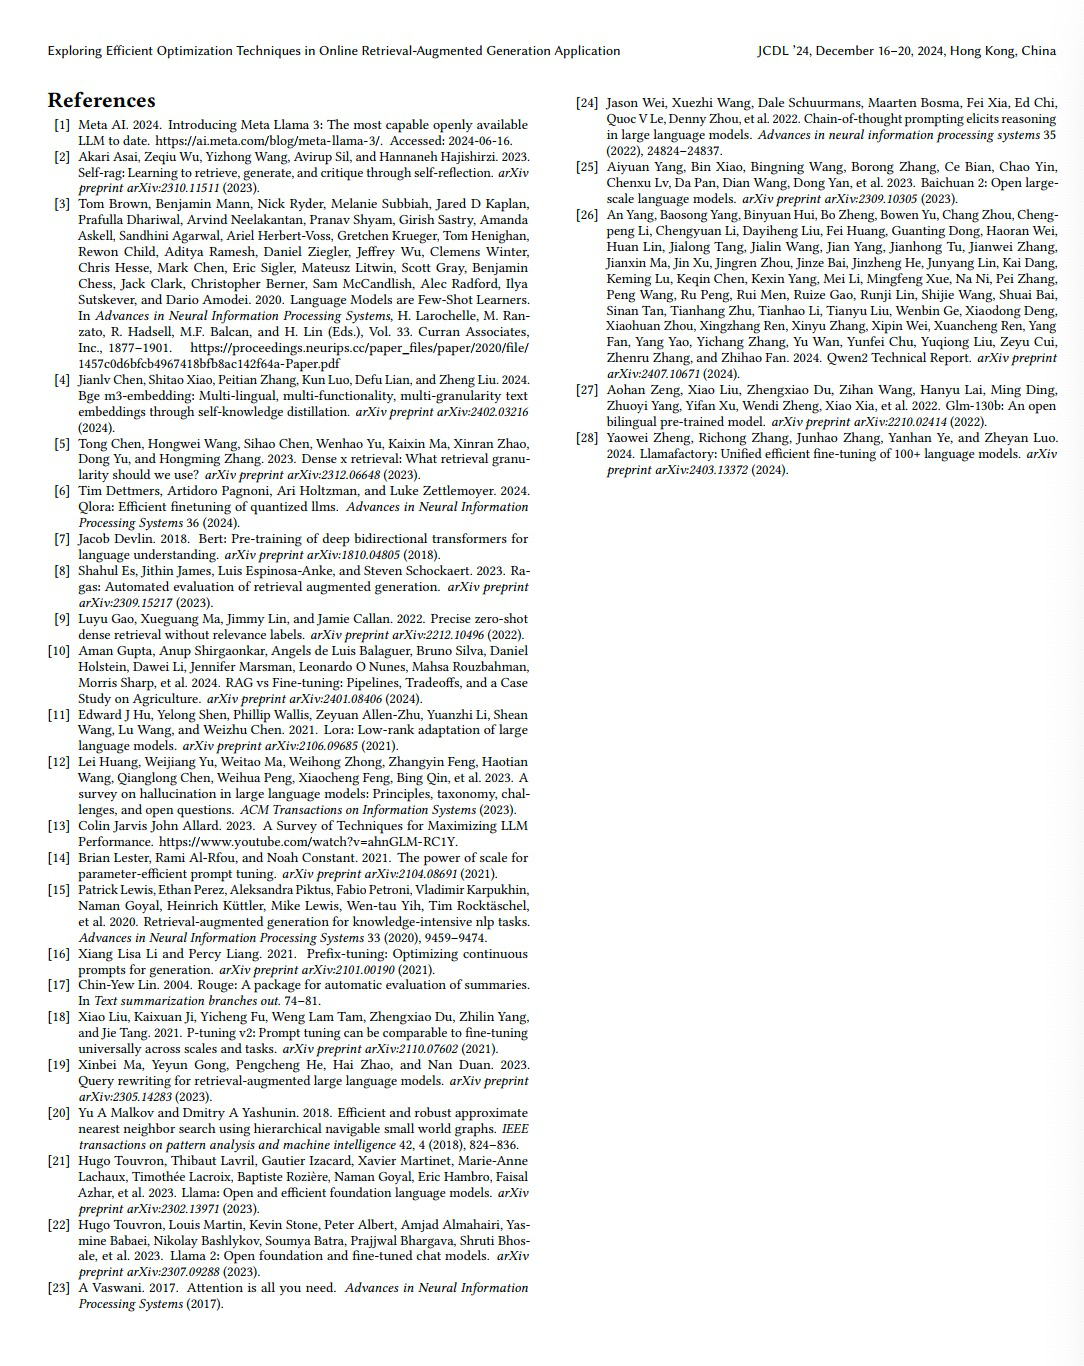 Exploring Efficient Optimization Techniques in Online Retrieval-Augmented Generation Application
JCDL ’24, December 16–20, 2024, Hong Kong, China
References
[1] Meta AI. 2024. Introducing Meta Llama 3: The most capable openly available
LLM to date. https://ai.meta.com/blog/meta-llama-3/. Accessed: 2024-06-16.
[2] Akari Asai, Zeqiu Wu, Yizhong Wang, Avirup Sil, and Hannaneh Hajishirzi. 2023.
Self-rag: Learning to retrieve, generate, and critique through self-reflection. arXiv
preprint arXiv:2310.11511 (2023).
[3] Tom Brown, Benjamin Mann, Nick Ryder, Melanie Subbiah, Jared D Kaplan,
Prafulla Dhariwal, Arvind Neelakantan, Pranav Shyam, Girish Sastry, Amanda
Askell, Sandhini Agarwal, Ariel Herbert-Voss, Gretchen Krueger, Tom Henighan,
Rewon Child, Aditya Ramesh, Daniel Ziegler, Jeffrey Wu, Clemens Winter,
Chris Hesse, Mark Chen, Eric Sigler, Mateusz Litwin, Scott Gray, Benjamin
Chess, Jack Clark, Christopher Berner, Sam McCandlish, Alec Radford, Ilya
Sutskever, and Dario Amodei. 2020. Language Models are Few-Shot Learners.
In Advances in Neural Information Processing Systems, H. Larochelle, M. Ran-
zato, R. Hadsell, M.F. Balcan, and H. Lin (Eds.), Vol. 33. Curran Associates,
Inc., 1877–1901. https://proceedings.neurips.cc/paper_files/paper/2020/file/
1457c0d6bfcb4967418bfb8ac142f64a-Paper.pdf
[4] Jianlv Chen, Shitao Xiao, Peitian Zhang, Kun Luo, Defu Lian, and Zheng Liu. 2024.
Bge m3-embedding: Multi-lingual, multi-functionality, multi-granularity text
embeddings through self-knowledge distillation. arXiv preprint arXiv:2402.03216
(2024).
[5] Tong Chen, Hongwei Wang, Sihao Chen, Wenhao Yu, Kaixin Ma, Xinran Zhao,
Dong Yu, and Hongming Zhang. 2023. Dense x retrieval: What retrieval granu-
larity should we use? arXiv preprint arXiv:2312.06648 (2023).
[6] Tim Dettmers, Artidoro Pagnoni, Ari Holtzman, and Luke Zettlemoyer. 2024.
Qlora: Efficient finetuning of quantized llms. Advances in Neural Information
Processing Systems 36 (2024).
[7] Jacob Devlin. 2018. Bert: Pre-training of deep bidirectional transformers for
language understanding. arXiv preprint arXiv:1810.04805 (2018).
[8] Shahul Es, Jithin James, Luis Espinosa-Anke, and Steven Schockaert. 2023. Ra-
gas: Automated evaluation of retrieval augmented generation. arXiv preprint
arXiv:2309.15217 (2023).
[9] Luyu Gao, Xueguang Ma, Jimmy Lin, and Jamie Callan. 2022. Precise zero-shot
dense retrieval without relevance labels. arXiv preprint arXiv:2212.10496 (2022).
[10] Aman Gupta, Anup Shirgaonkar, Angels de Luis Balaguer, Bruno Silva, Daniel
Holstein, Dawei Li, Jennifer Marsman, Leonardo O Nunes, Mahsa Rouzbahman,
Morris Sharp, et al. 2024. RAG vs Fine-tuning: Pipelines, Tradeoffs, and a Case
Study on Agriculture. arXiv preprint arXiv:2401.08406 (2024).
[11] Edward J Hu, Yelong Shen, Phillip Wallis, Zeyuan Allen-Zhu, Yuanzhi Li, Shean
Wang, Lu Wang, and Weizhu Chen. 2021. Lora: Low-rank adaptation of large
language models. arXiv preprint arXiv:2106.09685 (2021).
[12] Lei Huang, Weijiang Yu, Weitao Ma, Weihong Zhong, Zhangyin Feng, Haotian
Wang, Qianglong Chen, Weihua Peng, Xiaocheng Feng, Bing Qin, et al. 2023. A
survey on hallucination in large language models: Principles, taxonomy, chal-
lenges, and open questions. ACM Transactions on Information Systems (2023).
[13] Colin Jarvis John Allard. 2023. A Survey of Techniques for Maximizing LLM
Performance. https://www.youtube.com/watch?v=ahnGLM-RC1Y.
[14] Brian Lester, Rami Al-Rfou, and Noah Constant. 2021. The power of scale for
parameter-efficient prompt tuning. arXiv preprint arXiv:2104.08691 (2021).
[15] Patrick Lewis, Ethan Perez, Aleksandra Piktus, Fabio Petroni, Vladimir Karpukhin,
Naman Goyal, Heinrich Küttler, Mike Lewis, Wen-tau Yih, Tim Rocktäschel,
et al. 2020. Retrieval-augmented generation for knowledge-intensive nlp tasks.
Advances in Neural Information Processing Systems 33 (2020), 9459–9474.
[16] Xiang Lisa Li and Percy Liang. 2021. Prefix-tuning: Optimizing continuous
prompts for generation. arXiv preprint arXiv:2101.00190 (2021).
[17] Chin-Yew Lin. 2004. Rouge: A package for automatic evaluation of summaries.
In Text summarization branches out. 74–81.
[18] Xiao Liu, Kaixuan Ji, Yicheng Fu, Weng Lam Tam, Zhengxiao Du, Zhilin Yang,
and Jie Tang. 2021. P-tuning v2: Prompt tuning can be comparable to fine-tuning
universally across scales and tasks. arXiv preprint arXiv:2110.07602 (2021).
[19] Xinbei Ma, Yeyun Gong, Pengcheng He, Hai Zhao, and Nan Duan. 2023.
Query rewriting for retrieval-augmented large language models. arXiv preprint
arXiv:2305.14283 (2023).
[20] Yu A Malkov and Dmitry A Yashunin. 2018. Efficient and robust approximate
nearest neighbor search using hierarchical navigable small world graphs. IEEE
transactions on pattern analysis and machine intelligence 42, 4 (2018), 824–836.
[21] Hugo Touvron, Thibaut Lavril, Gautier Izacard, Xavier Martinet, Marie-Anne
Lachaux, Timothée Lacroix, Baptiste Rozière, Naman Goyal, Eric Hambro, Faisal
Azhar, et al. 2023. Llama: Open and efficient foundation language models. arXiv
preprint arXiv:2302.13971 (2023).
[22] Hugo Touvron, Louis Martin, Kevin Stone, Peter Albert, Amjad Almahairi, Yas-
mine Babaei, Nikolay Bashlykov, Soumya Batra, Prajjwal Bhargava, Shruti Bhos-
ale, et al. 2023. Llama 2: Open foundation and fine-tuned chat models. arXiv
preprint arXiv:2307.09288 (2023).
[23] A Vaswani. 2017. Attention is all you need. Advances in Neural Information
Processing Systems (2017).
[24] Jason Wei, Xuezhi Wang, Dale Schuurmans, Maarten Bosma, Fei Xia, Ed Chi,
Quoc V Le, Denny Zhou, et al. 2022. Chain-of-thought prompting elicits reasoning
in large language models. Advances in neural information processing systems 35
(2022), 24824–24837.
[25] Aiyuan Yang, Bin Xiao, Bingning Wang, Borong Zhang, Ce Bian, Chao Yin,
Chenxu Lv, Da Pan, Dian Wang, Dong Yan, et al. 2023. Baichuan 2: Open large-
scale language models. arXiv preprint arXiv:2309.10305 (2023).
[26] An Yang, Baosong Yang, Binyuan Hui, Bo Zheng, Bowen Yu, Chang Zhou, Cheng-
peng Li, Chengyuan Li, Dayiheng Liu, Fei Huang, Guanting Dong, Haoran Wei,
Huan Lin, Jialong Tang, Jialin Wang, Jian Yang, Jianhong Tu, Jianwei Zhang,
Jianxin Ma, Jin Xu, Jingren Zhou, Jinze Bai, Jinzheng He, Junyang Lin, Kai Dang,
Keming Lu, Keqin Chen, Kexin Yang, Mei Li, Mingfeng Xue, Na Ni, Pei Zhang,
Peng Wang, Ru Peng, Rui Men, Ruize Gao, Runji Lin, Shijie Wang, Shuai Bai,
Sinan Tan, Tianhang Zhu, Tianhao Li, Tianyu Liu, Wenbin Ge, Xiaodong Deng,
Xiaohuan Zhou, Xingzhang Ren, Xinyu Zhang, Xipin Wei, Xuancheng Ren, Yang
Fan, Yang Yao, Yichang Zhang, Yu Wan, Yunfei Chu, Yuqiong Liu, Zeyu Cui,
Zhenru Zhang, and Zhihao Fan. 2024. Qwen2 Technical Report. arXiv preprint
arXiv:2407.10671 (2024).
[27] Aohan Zeng, Xiao Liu, Zhengxiao Du, Zihan Wang, Hanyu Lai, Ming Ding,
Zhuoyi Yang, Yifan Xu, Wendi Zheng, Xiao Xia, et al. 2022. Glm-130b: An open
bilingual pre-trained model. arXiv preprint arXiv:2210.02414 (2022).
[28] Yaowei Zheng, Richong Zhang, Junhao Zhang, Yanhan Ye, and Zheyan Luo.
2024. Llamafactory: Unified efficient fine-tuning of 100+ language models. arXiv
preprint arXiv:2403.13372 (2024).